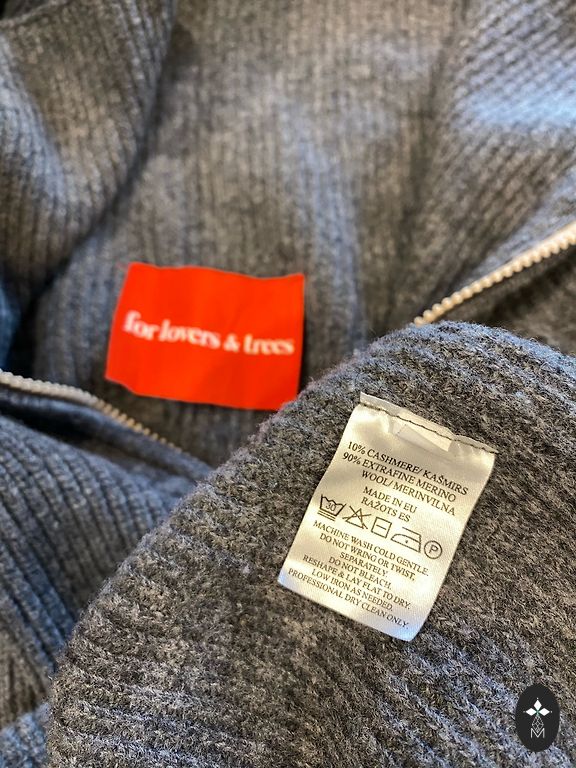 for lovers & trees
10% CASHMERE/ KAŠMIRS
90% EXTRAFINE MERINO
WOOL/ MERINVILNA
MADE IN EU
RAŽOTS ES
30 P
MACHINE WASH COLD GENTLE.
DO NOT WRING OR TWIST.
SEPARATELY.
DO NOT BLEACH.
RESHAPE & LAY FLAT TO DRY.
LOW IRON AS NEEDED.
PROFESSIONAL DRY CLEAN ONLY.
M